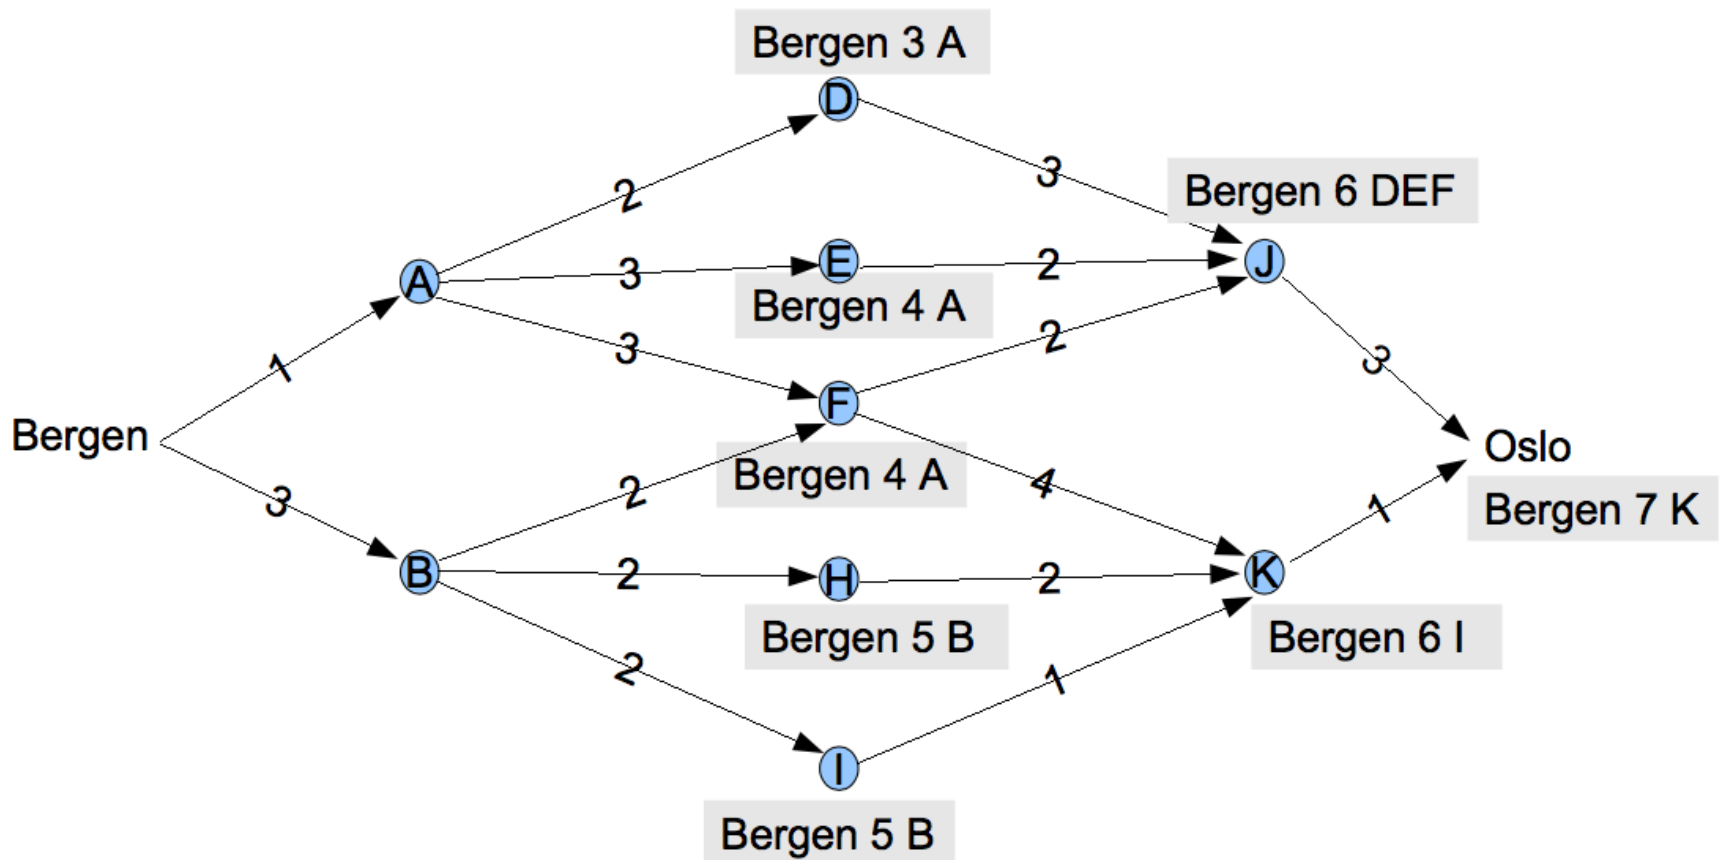 Bergen 3 A
D
3
2
Bergen 6 DEF
A
3
E
2
J
Bergen 4 A
3
2
1
3
F
Bergen
Oslo
Bergen 4 A
3
2
4
1
Bergen 7 K
B
2
H
2
K
Bergen 5 B
Bergen 6 I
2
1
I
Bergen 5 B